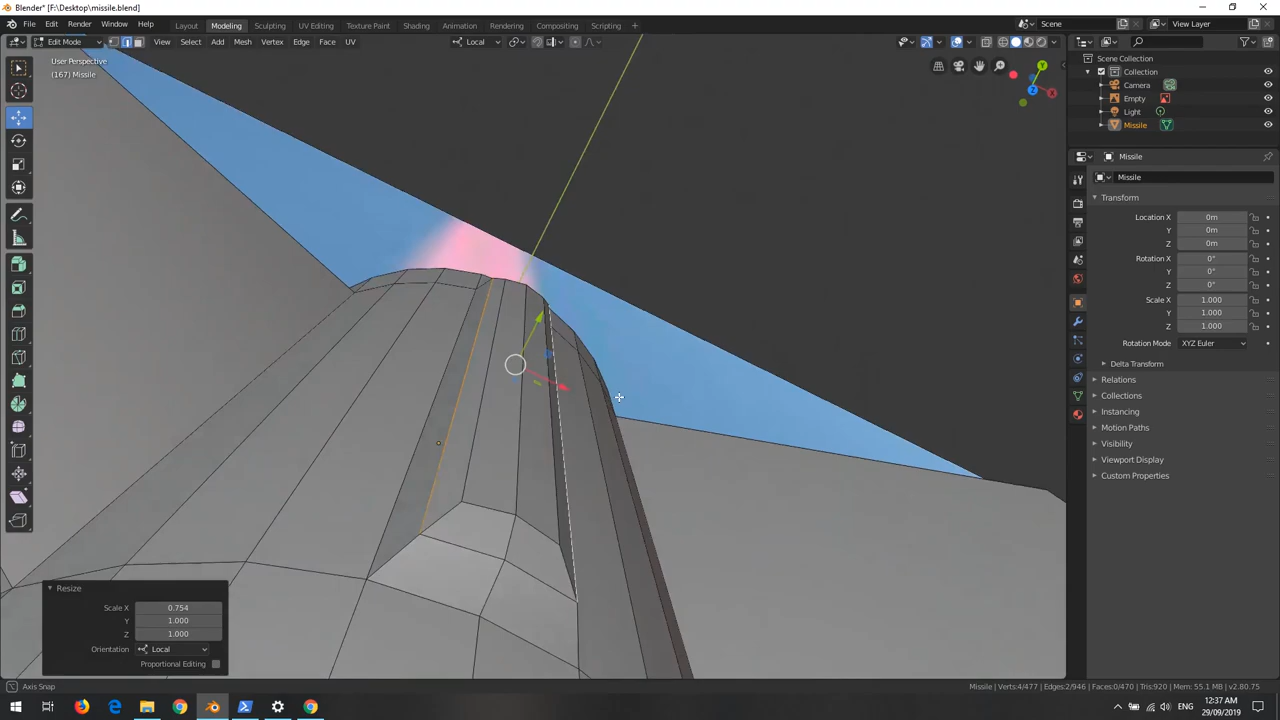 Blender* [F:\Desktop\missile.blend]
File Edit Render Window Help Layout Modeling Sculpting UV Editing Texture Paint Shading Animation Rendering Compositing Scripting Scene View Layer
Edit Mode View Select Add Mesh Vertex Edge Face UV Local
User Perspective
(167) Missile
Scene Collection
Collection
Camera
Empty
Light
Missile
Missile
Missile
Transform
Location X 0m
Y 0m
Z 0m
Rotation X 0°
Y 0°
Z 0°
Scale X 1.000
Y 1.000
Z 1.000
Rotation Mode XYZ Euler
Delta Transform
Relations
Collections
Instancing
Motion Paths
Visibility
Viewport Display
Custom Properties
Y
X
Z
Resize
Scale X 0.754
Y 1.000
Z 1.000
Orientation Local
Proportional Editing
Axis Snap
Missile | Verts:4/477 | Edges:2/946 | Faces:0/470 | Tris:920 | Mem: 55.1 MB | v2.80.75
ENG
12:37 AM
29/09/2019